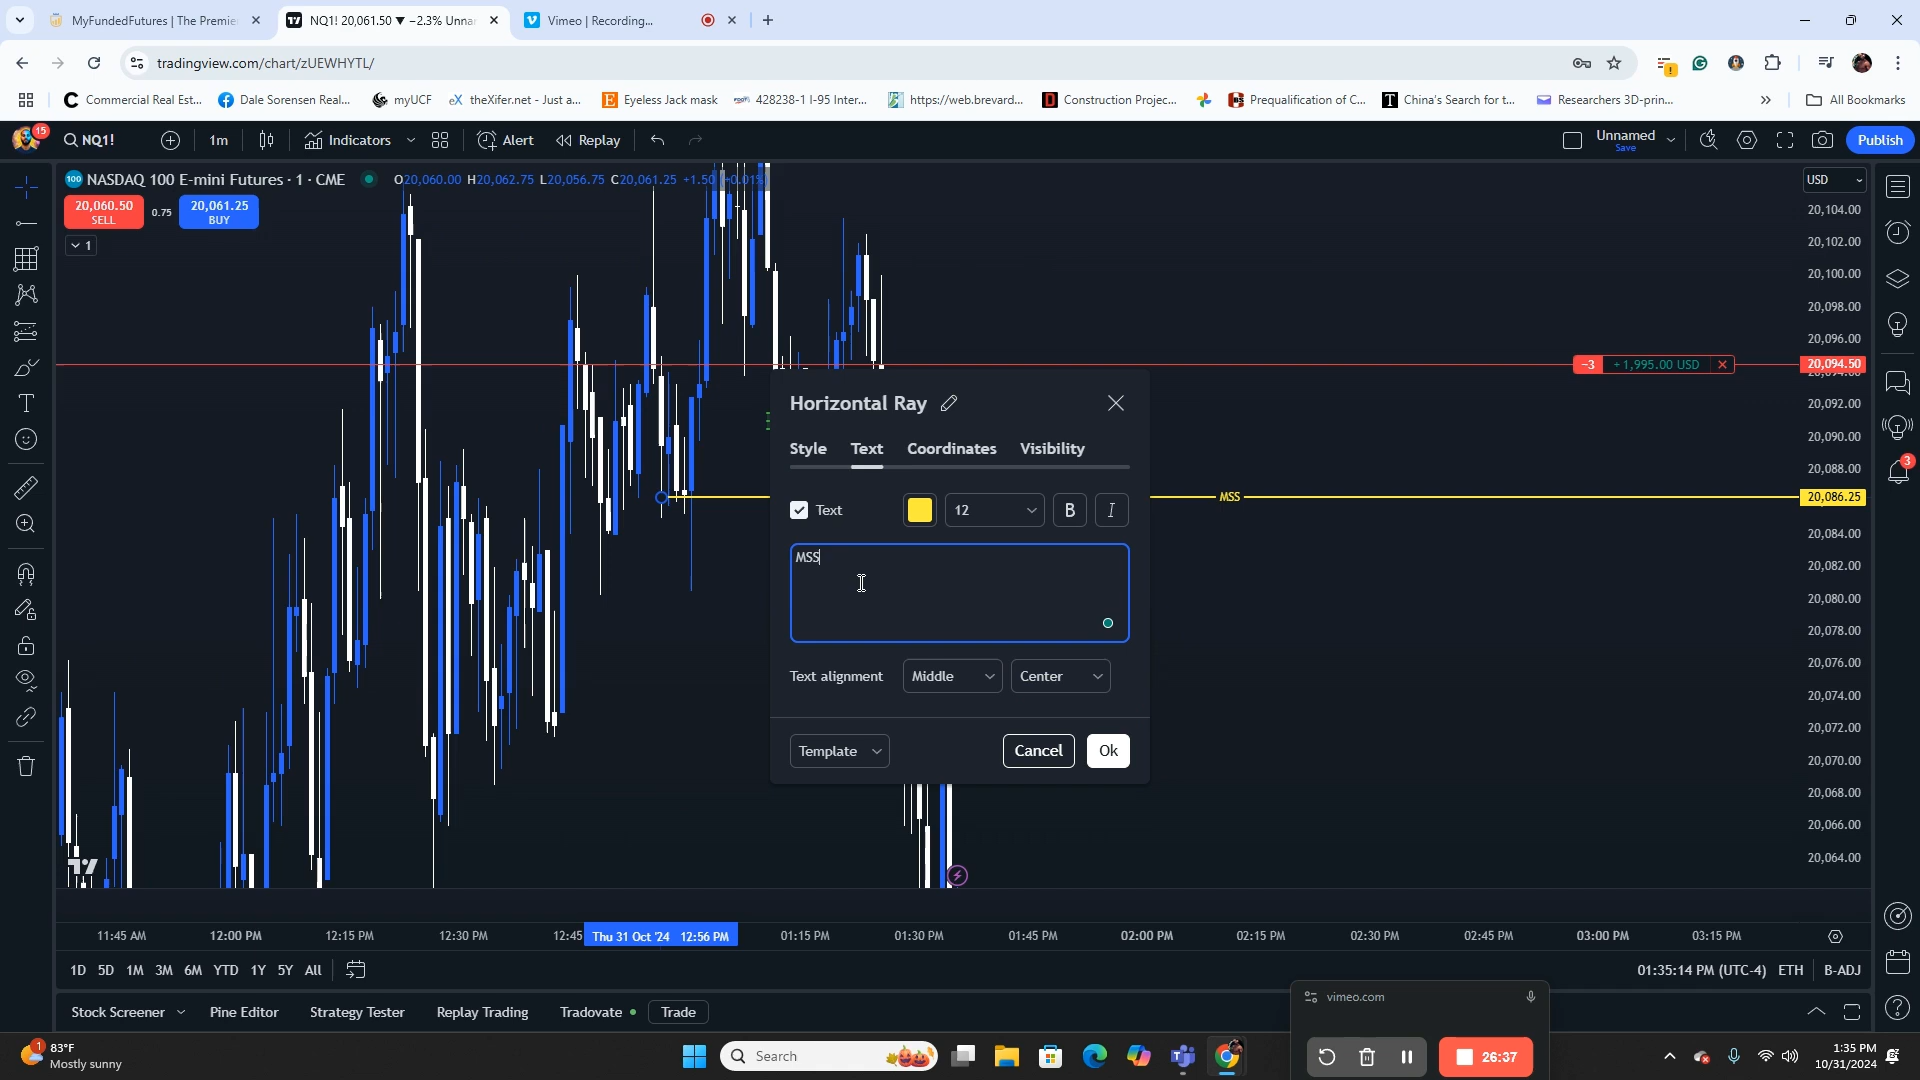 MyFundedFutures | The Premie
NQ1! 20,061.50 ▼ −2.3% Unna
Vimeo | Recording...
tradingview.com/chart/zUEWHYTL/
Commercial Real Est...
Dale Sorensen Real...
myUCF
eX theXifer.net - Just a...
Eyeless Jack mask
428238-1 I-95 Inter...
https://web.brevard...
Construction Projec...
Prequalification of C...
China's Search for t...
Researchers 3D-prin...
All Bookmarks
15
NQ1!
1m
Indicators
Alert
Replay
Unnamed
Save
Publish
100 NASDAQ 100 E-mini Futures · 1 · CME
O20,060.00 H20,062.75 L20,056.75 C20,061.25 +1.50
USD
20,060.50
SELL
0.75
20,061.25
BUY
1
20,104.00
20,102.00
20,100.00
20,098.00
20,096.00
−3 +1,995.00 USD
20,094.50
20,092.00
20,090.00
20,088.00
20,086.25
20,084.00
20,082.00
20,080.00
20,078.00
20,076.00
20,074.00
20,072.00
20,070.00
20,068.00
20,066.00
20,064.00
MSS
Horizontal Ray
Style Text Coordinates Visibility
Text
12
B
I
MSS
Text alignment
Middle
Center
Template
Cancel
Ok
3
11:45 AM
12:00 PM
12:15 PM
12:30 PM
12:45
Thu 31 Oct '24 12:56 PM
01:15 PM
01:30 PM
01:45 PM
02:00 PM
02:15 PM
02:30 PM
02:45 PM
03:00 PM
03:15 PM
1D 5D 1M 3M 6M YTD 1Y 5Y All
01:35:14 PM (UTC-4) ETH B-ADJ
Stock Screener
Pine Editor
Strategy Tester
Replay Trading
Tradovate
Trade
vimeo.com
26:37
1
83°F
Mostly sunny
Search
1:35 PM
10/31/2024